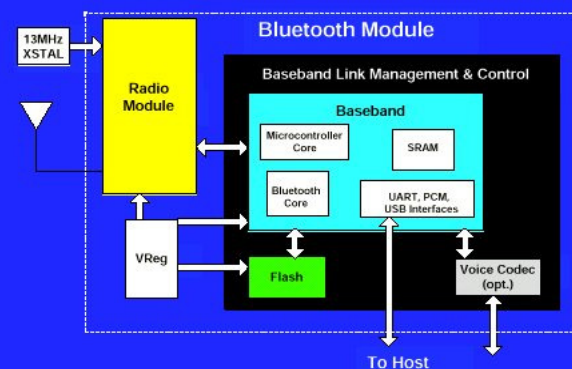 Bluetooth Module
13MHz
XSTAL
Radio
Module
Baseband Link Management & Control
Baseband
Microcontroller
Core
SRAM
Bluetooth
Core
UART, PCM,
USB Interfaces
VReg
Flash
Voice Codec
(opt.)
To Host